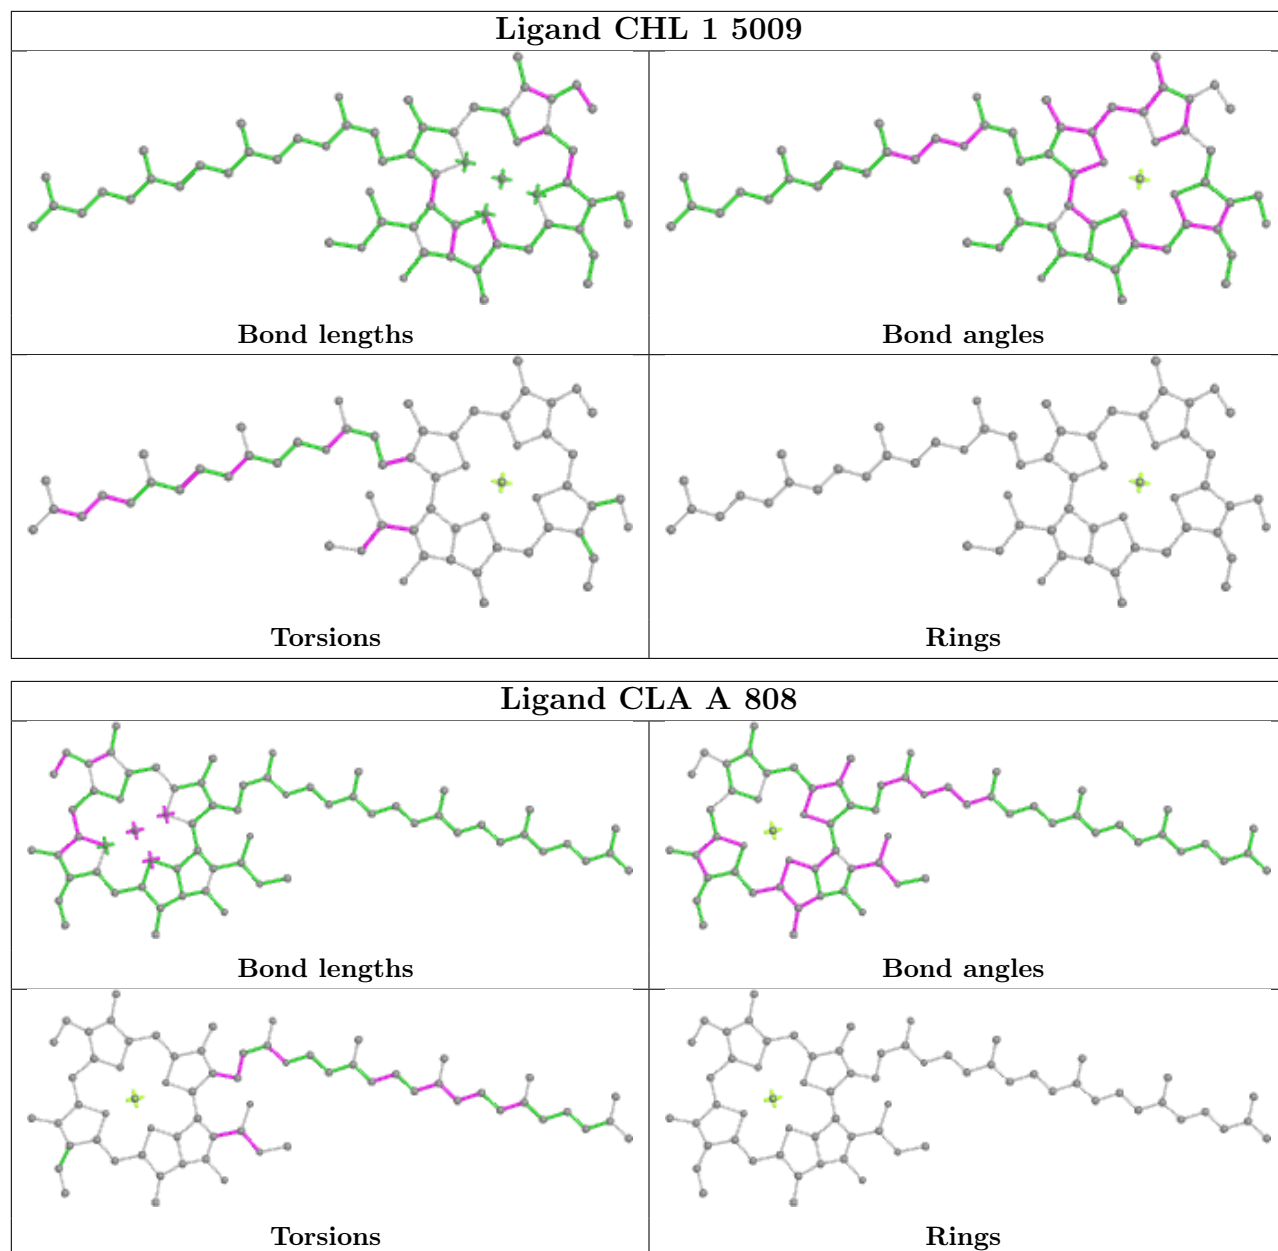 Ligand CHL 1 5009
Bond lengths
Bond angles
Torsions
Rings
Ligand CLA A 808
Bond lengths
Bond angles
Torsions
Rings